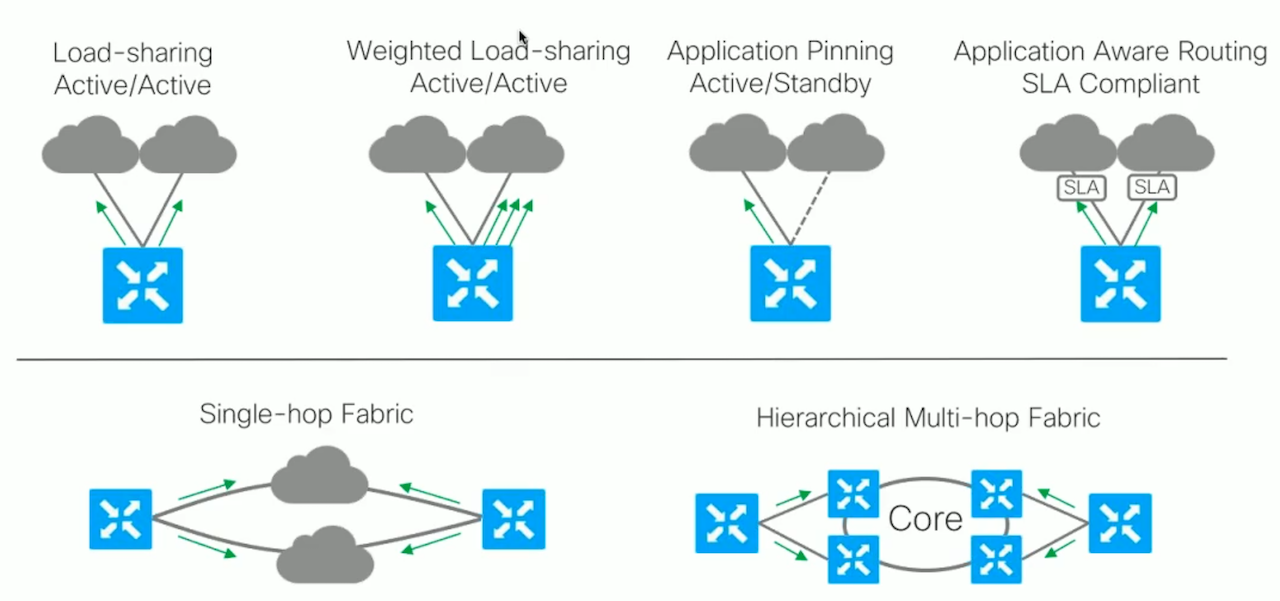 Load-sharing
Active/Active
Weighted Load-sharing
Active/Active
Application Pinning
Active/Standby
Application Aware Routing
SLA Compliant
SLA
SLA
Single-hop Fabric
Hierarchical Multi-hop Fabric
Core